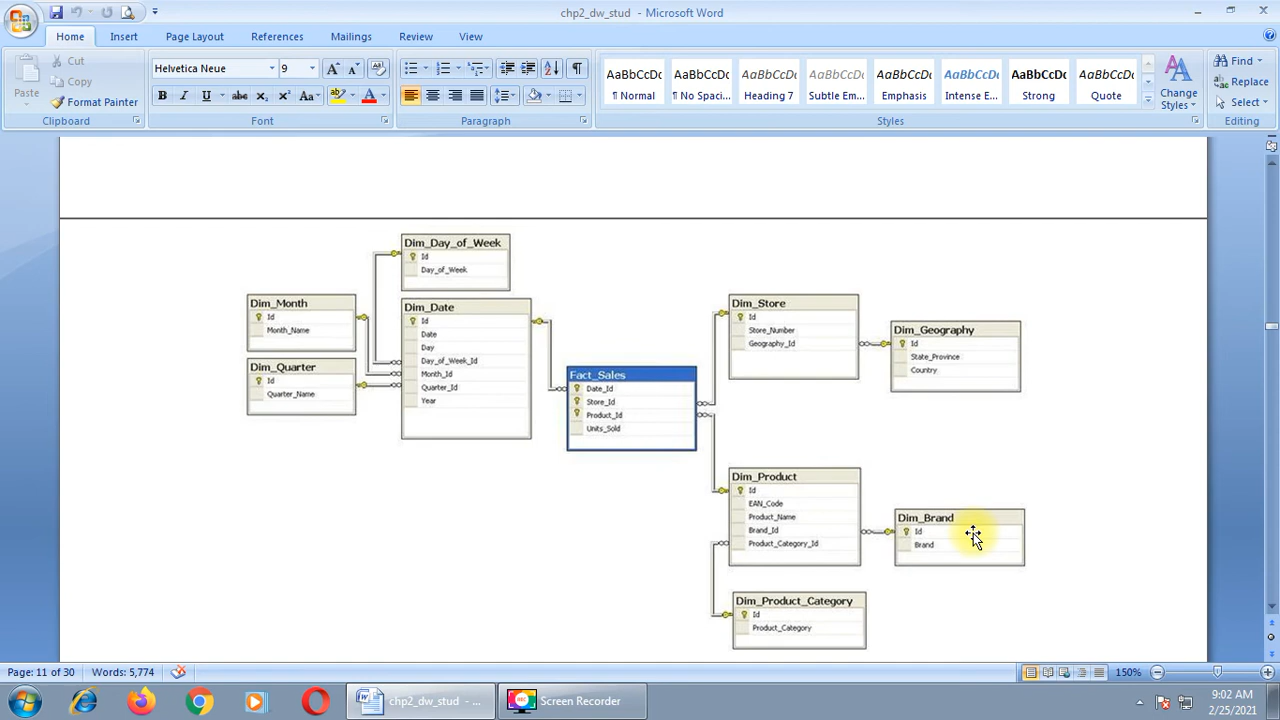 chp2_dw_stud - Microsoft Word
Home Insert Page Layout References Mailings Review View
Paste
Cut
Copy
Format Painter
Clipboard
Helvetica Neue 9
B I U abc x₂ x² Aa
Font
Paragraph
AaBbCcDc AaBbCcDc AaBbCcDc AaBbCcDc AaBbCcDc AaBbCcDc AaBbCcDc AaBbCcDc
¶ Normal ¶ No Spaci... Heading 7 Subtle Em... Emphasis Intense E... Strong Quote
Change
Styles
Styles
Find
Replace
Select
Editing
Dim_Day_of_Week
Id
Day_of_Week
Dim_Month
Id
Month_Name
Dim_Quarter
Id
Quarter_Name
Dim_Date
Id
Date
Day
Day_of_Week_Id
Month_Id
Quarter_Id
Year
Fact_Sales
Date_Id
Store_Id
Product_Id
Units_Sold
Dim_Store
Id
Store_Number
Geography_Id
Dim_Geography
Id
State_Province
Country
Dim_Product
Id
EAN_Code
Product_Name
Brand_Id
Product_Category_Id
Dim_Brand
Id
Brand
Dim_Product_Category
Id
Product_Category
Page: 11 of 30 Words: 5,774 150%
chp2_dw_stud - ... Screen Recorder
9:02 AM
2/25/2021